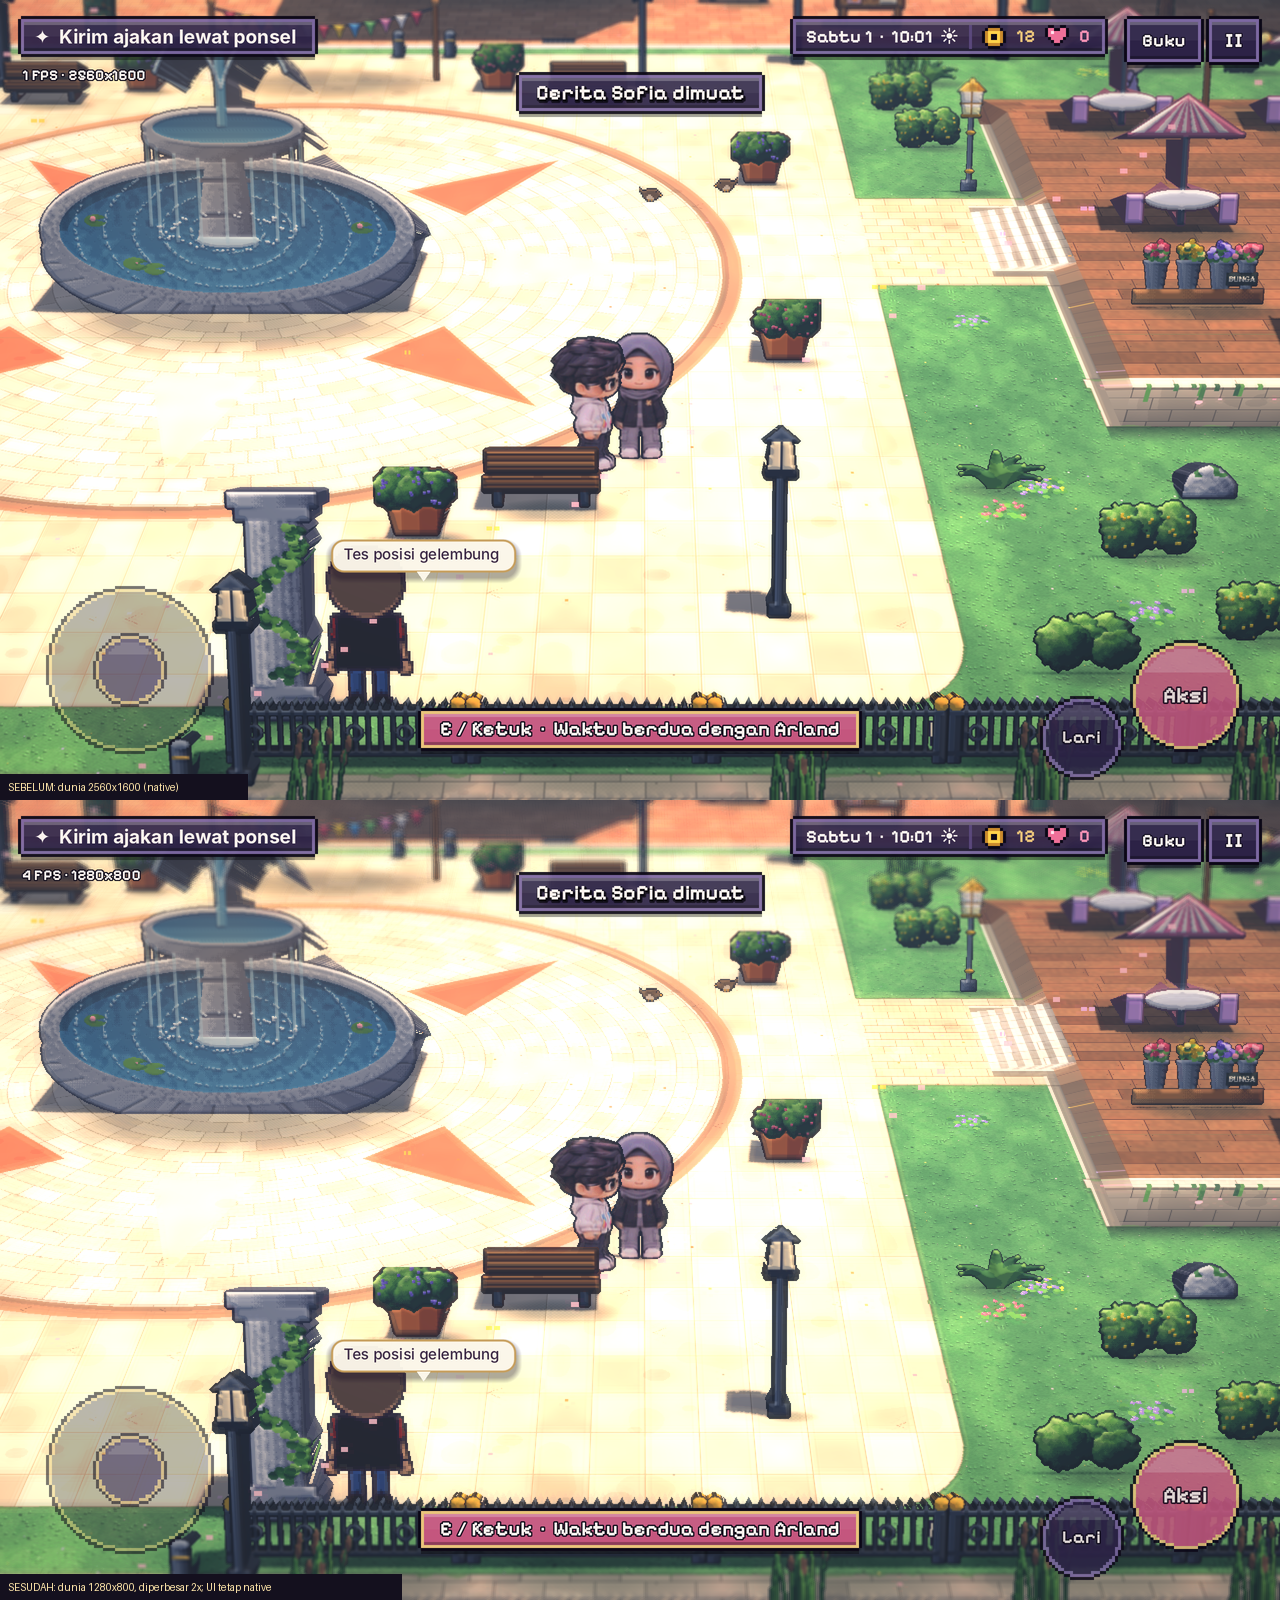 ✦ Kirim ajakan lewat ponsel
Sabtu 1 · 10:01 ☀ 12 0
Buku
II
1 FPS · 2560x1600
Cerita Sofia dimuat
BUNGA
Tes posisi gelembung
Aksi
E / Ketuk · Waktu berdua dengan Arland
Lari
SEBELUM: dunia 2560x1600 (native)
✦ Kirim ajakan lewat ponsel
Sabtu 1 · 10:01 ☀ 12 0
Buku
II
4 FPS · 1280x800
Cerita Sofia dimuat
BUNGA
Tes posisi gelembung
Aksi
E / Ketuk · Waktu berdua dengan Arland
Lari
SESUDAH: dunia 1280x800, diperbesar 2x; UI tetap native